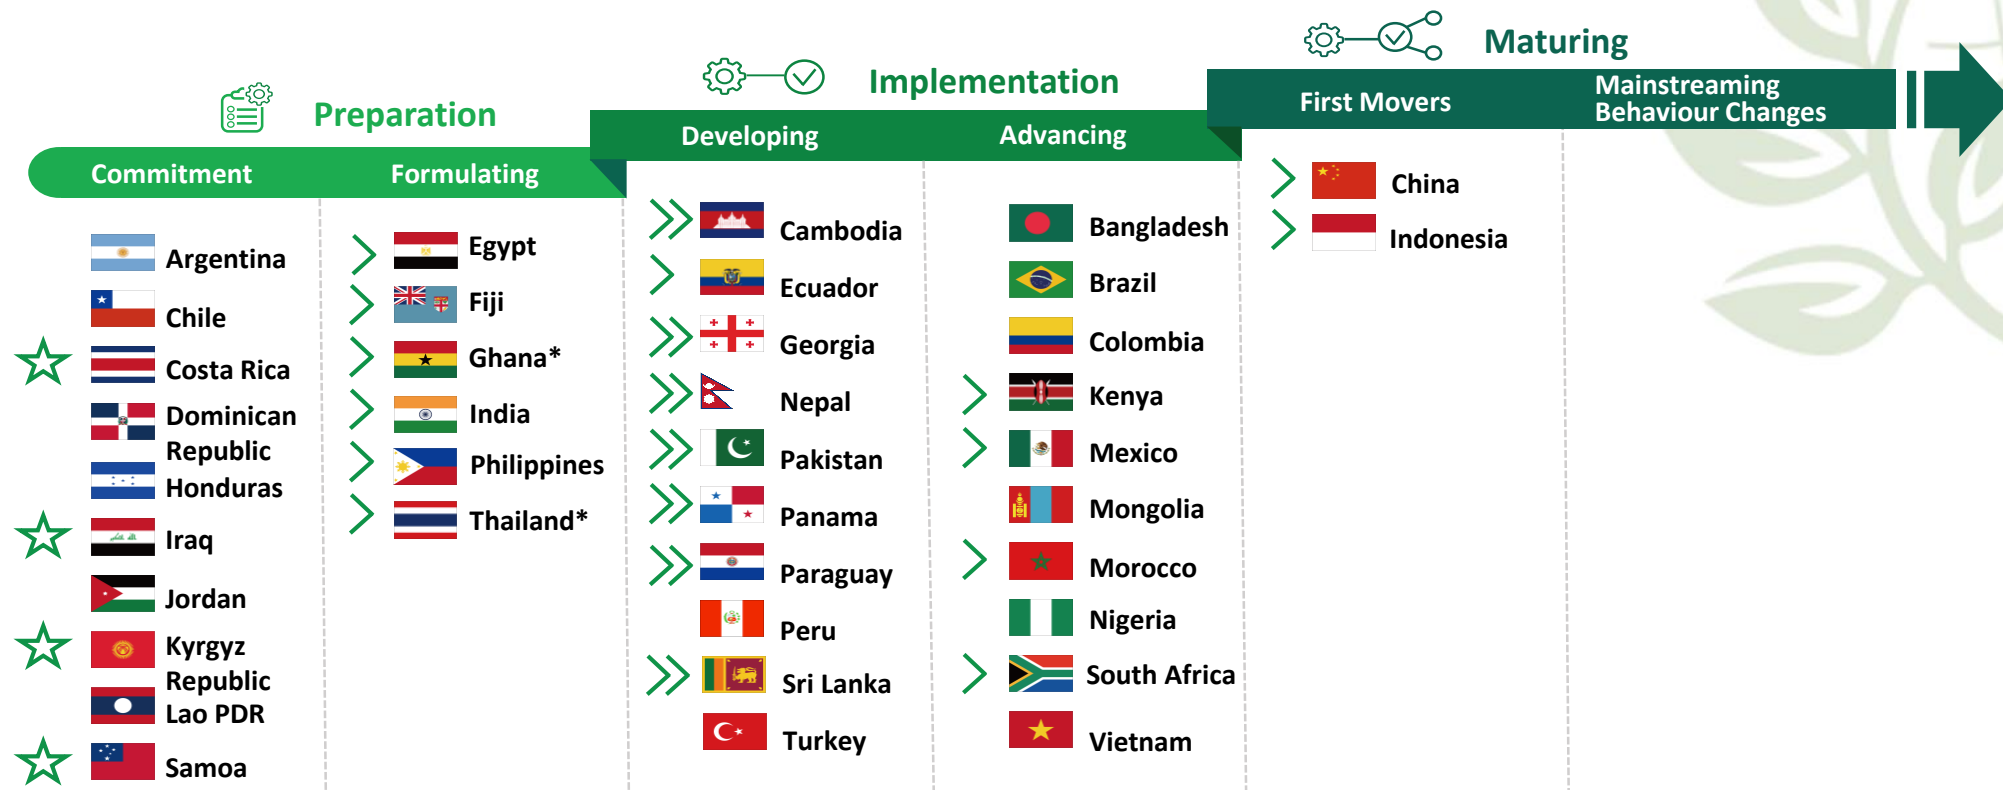 Preparation
Implementation
Maturing
Commitment
Formulating
Developing
Advancing
First Movers
Mainstreaming
Behaviour Changes
Argentina
Chile
Costa Rica
Dominican
Republic
Honduras
Iraq
Jordan
Kyrgyz
Republic
Lao PDR
Samoa
Egypt
Fiji
Ghana*
India
Philippines
Thailand*
Cambodia
Ecuador
Georgia
Nepal
Pakistan
Panama
Paraguay
Peru
Sri Lanka
Turkey
Bangladesh
Brazil
Colombia
Kenya
Mexico
Mongolia
Morocco
Nigeria
South Africa
Vietnam
China
Indonesia